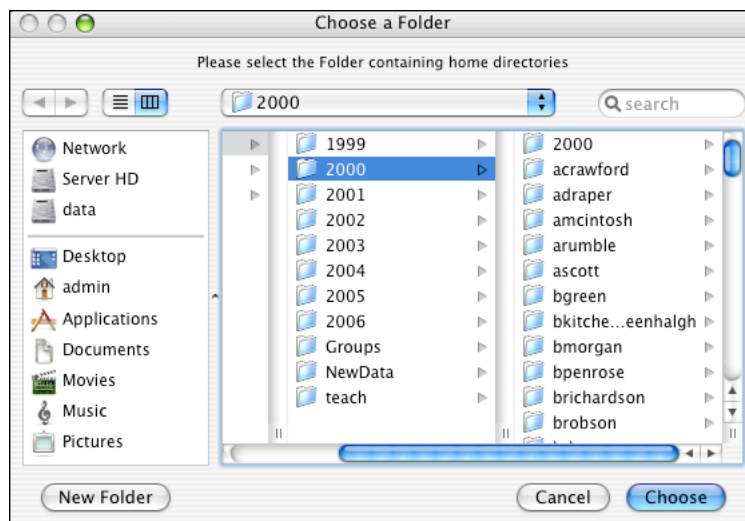 Choose a Folder
Please select the Folder containing home directories
2000
search
Network
Server HD
data
Desktop
admin
Applications
Documents
Movies
Music
Pictures
1999
2000
2001
2002
2003
2004
2005
2006
Groups
NewData
teach
2000
acrawford
adraper
amcintosh
arumble
ascott
bgreen
bkitche...eenhalgh
bmorgan
bpenrose
brichardson
brobson
New Folder
Cancel
Choose